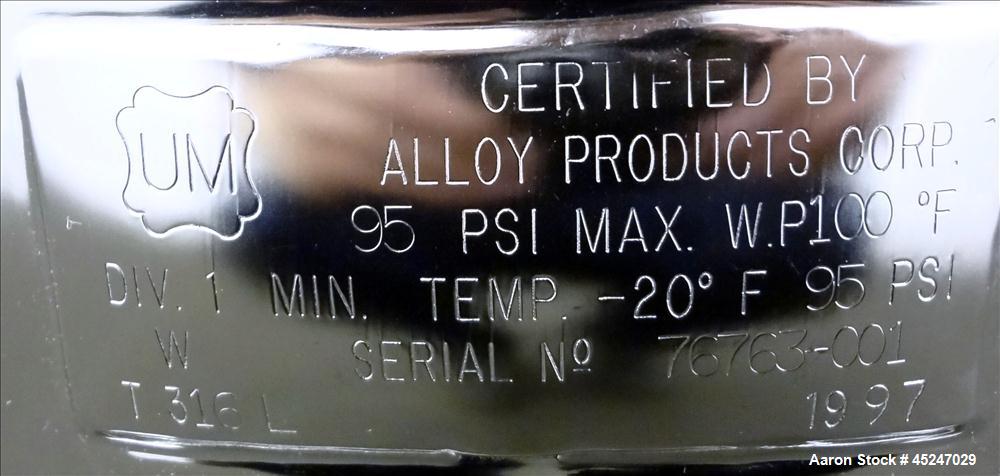 CERTIFIED BY
UM
ALLOY PRODUCTS CORP.
95 PSI MAX. W.P 100 °F
DIV. 1 MIN. TEMP. -20° F 95 PSI
W SERIAL Nº 76763-001
T 316 L 1997
Aaron Stock # 45247029